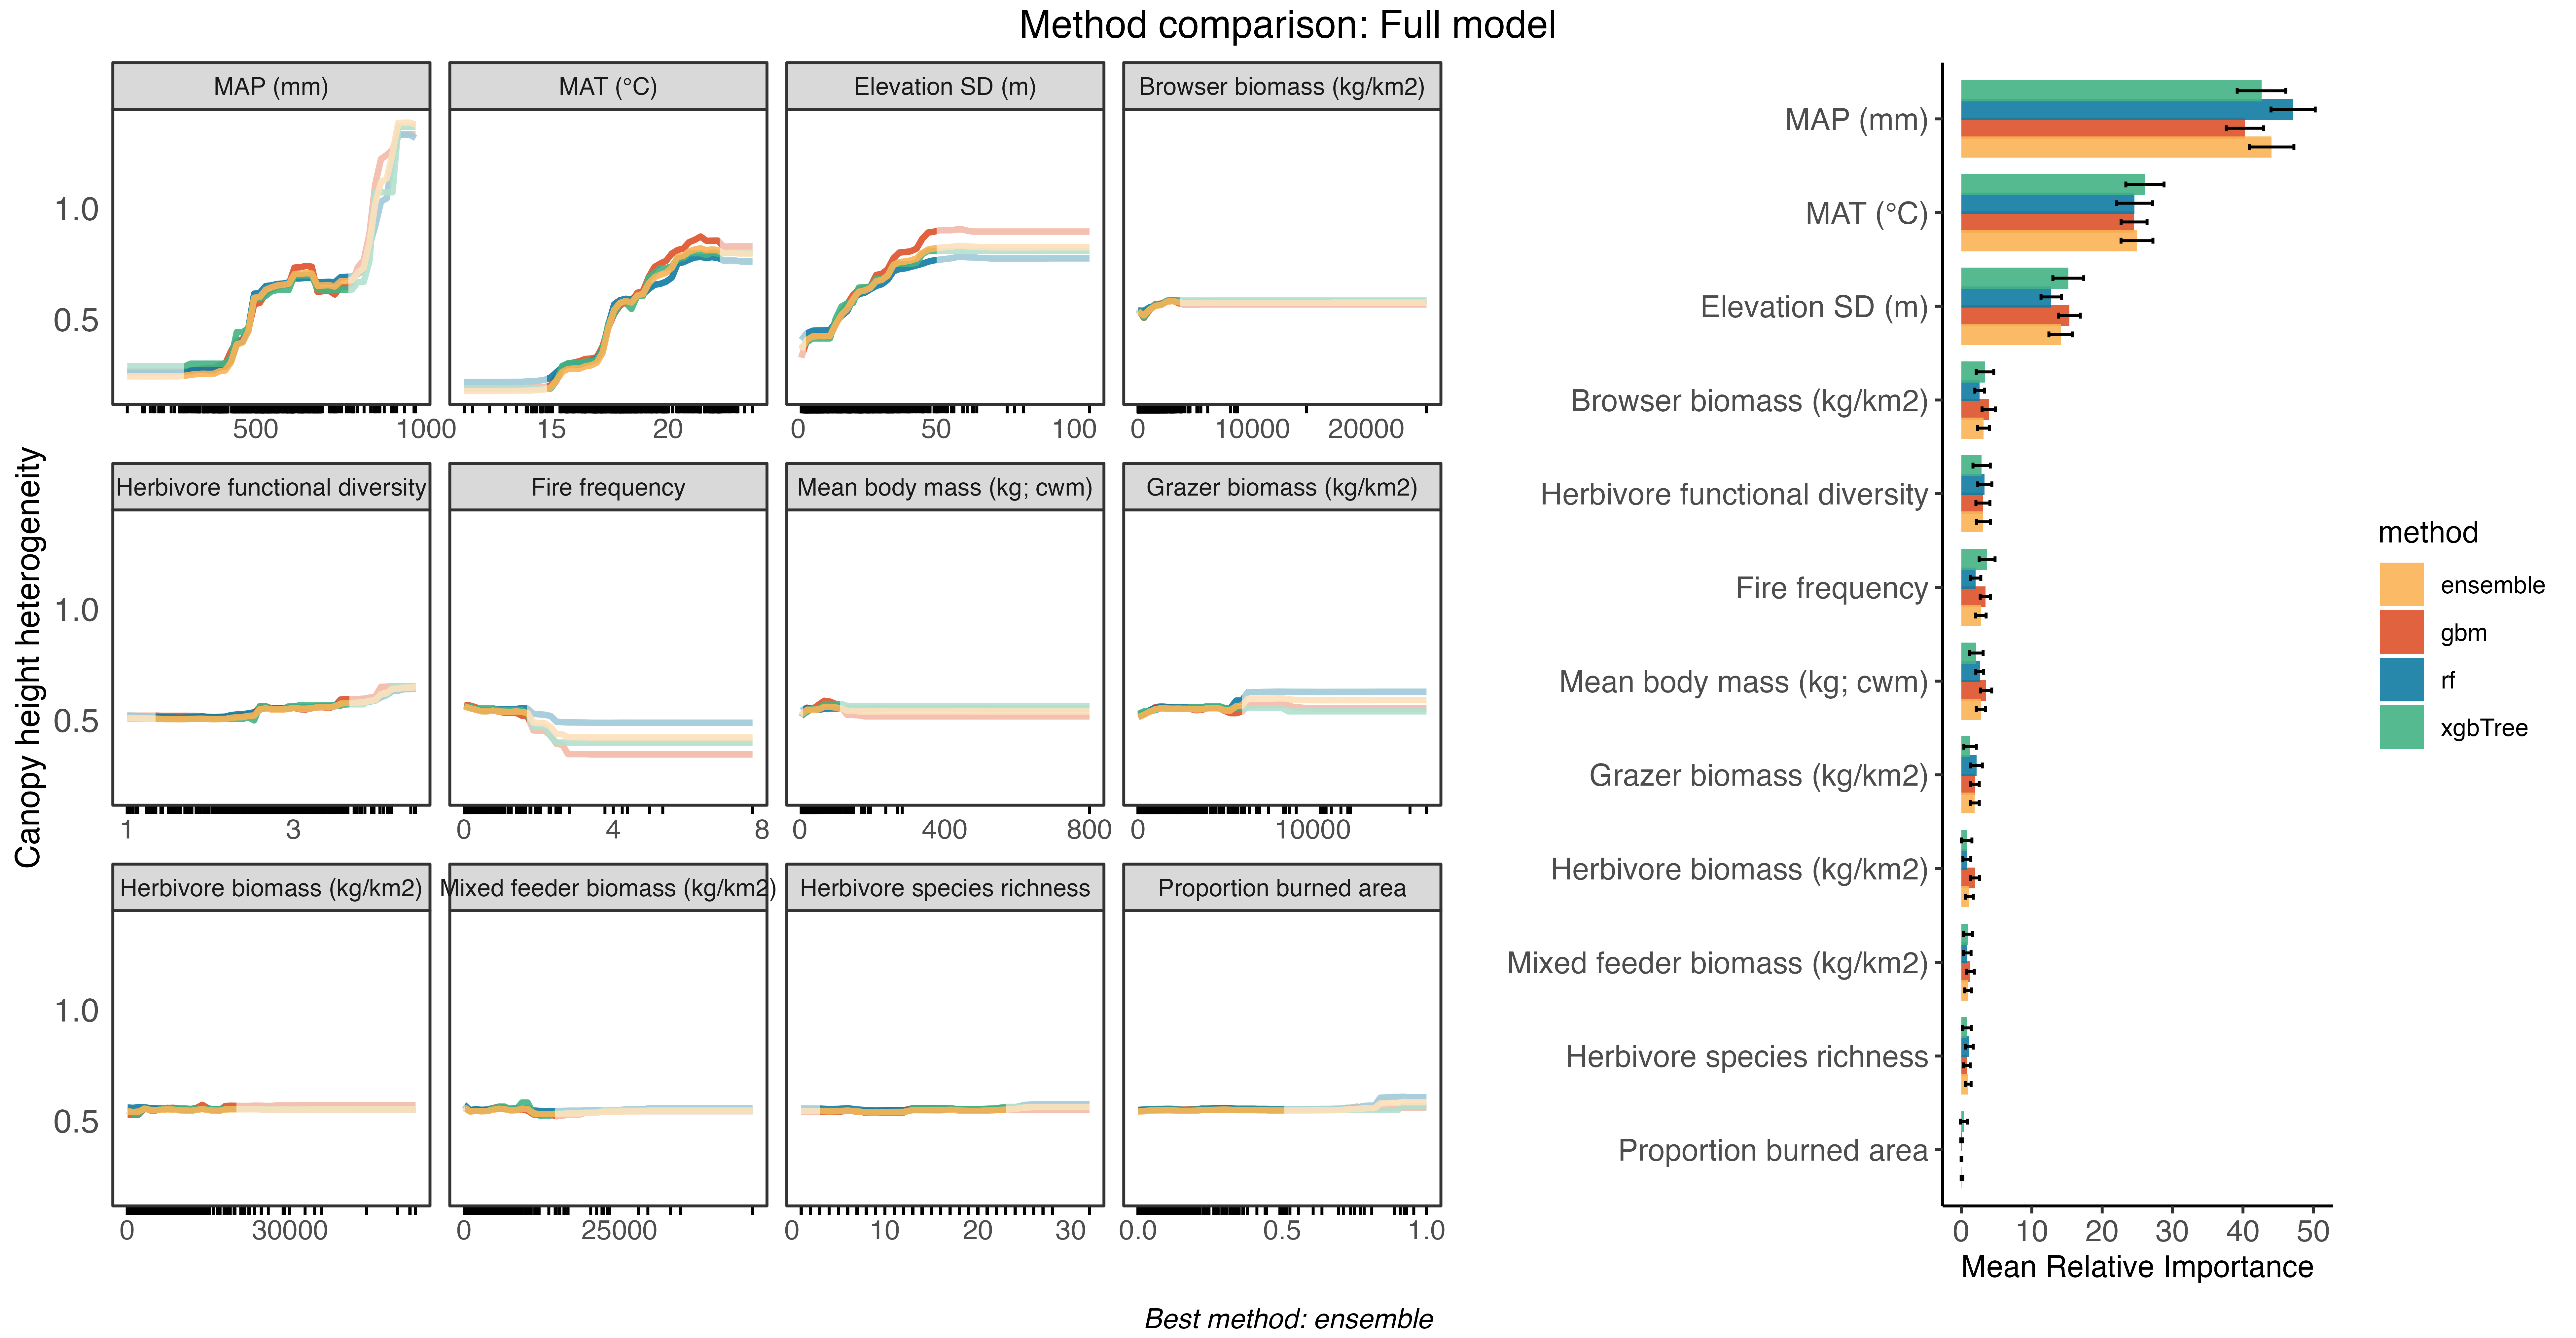 Method comparison: Full model
MAP (mm)
MAT (°C)
Elevation SD (m)
Browser biomass (kg/km2)
1.0
0.5
500
1000
15
20
0
50
100
0
10000
20000
Canopy height heterogeneity
Herbivore functional diversity
Fire frequency
Mean body mass (kg; cwm)
Grazer biomass (kg/km2)
1.0
0.5
1
3
0
4
8
0
400
800
0
10000
Herbivore biomass (kg/km2)
Mixed feeder biomass (kg/km2)
Herbivore species richness
Proportion burned area
1.0
0.5
0
30000
0
25000
0
10
20
30
0.0
0.5
1.0
MAP (mm)
MAT (°C)
Elevation SD (m)
Browser biomass (kg/km2)
Herbivore functional diversity
Fire frequency
Mean body mass (kg; cwm)
Grazer biomass (kg/km2)
Herbivore biomass (kg/km2)
Mixed feeder biomass (kg/km2)
Herbivore species richness
Proportion burned area
0
10
20
30
40
50
Mean Relative Importance
method
ensemble
gbm
rf
xgbTree
Best method: ensemble